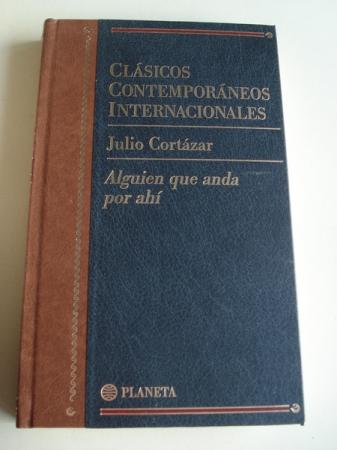 CLÁSICOS
CONTEMPORÁNEOS
INTERNACIONALES
Julio Cortázar
Alguien que anda
por ahí
PLANETA